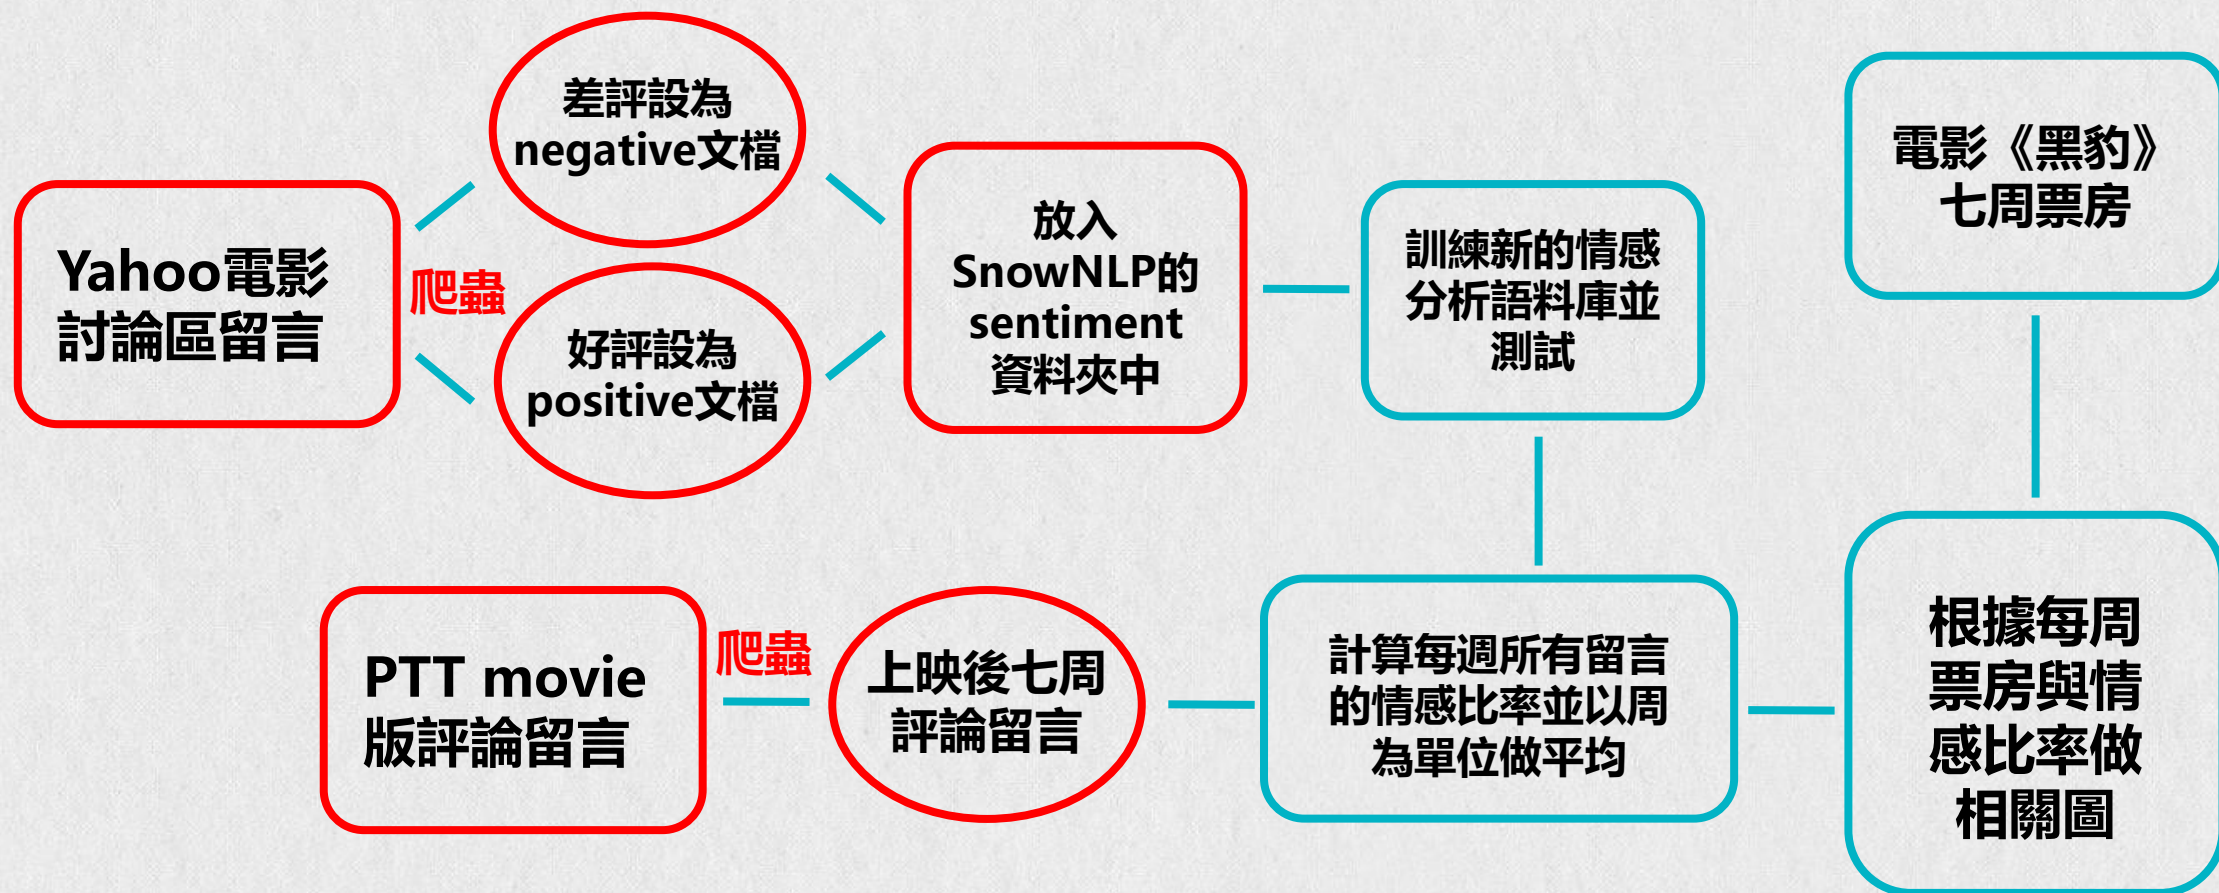 Yahoo電影
討論區留言
爬蟲
差評設為
negative文檔
好評設為
positive文檔
放入
SnowNLP的
sentiment
資料夾中
訓練新的情感
分析語料庫並
測試
電影《黑豹》
七周票房
PTT movie
版評論留言
爬蟲
上映後七周
評論留言
計算每週所有留言
的情感比率並以周
為單位做平均
根據每周
票房與情
感比率做
相關圖